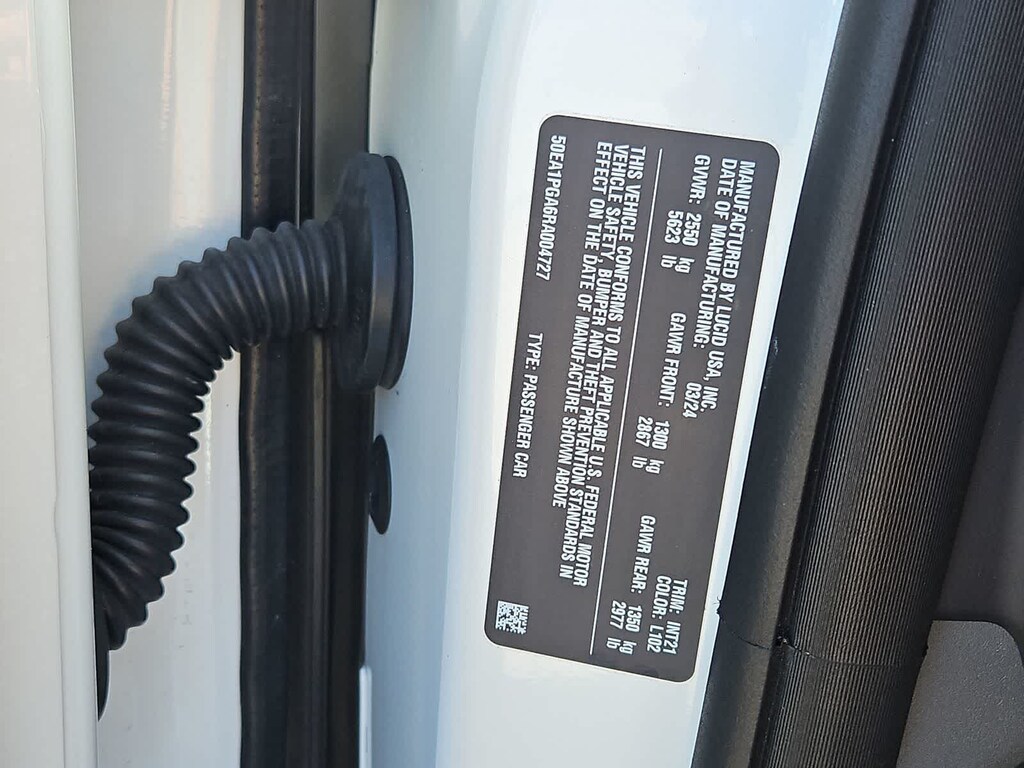 MANUFACTURED BY LUCID USA, INC. TRIM: INT21
DATE OF MANUFACTURING: 03/24 COLOR: L102
GVWR: 2550 kg GAWR FRONT: 1300 kg GAWR REAR: 1350 kg
5623 lb 2867 lb 2977 lb
THIS VEHICLE CONFORMS TO ALL APPLICABLE U.S. FEDERAL MOTOR
VEHICLE SAFETY, BUMPER AND THEFT PREVENTION STANDARDS IN
EFFECT ON THE DATE OF MANUFACTURE SHOWN ABOVE
50EA1PGA6RA004727 TYPE: PASSENGER CAR